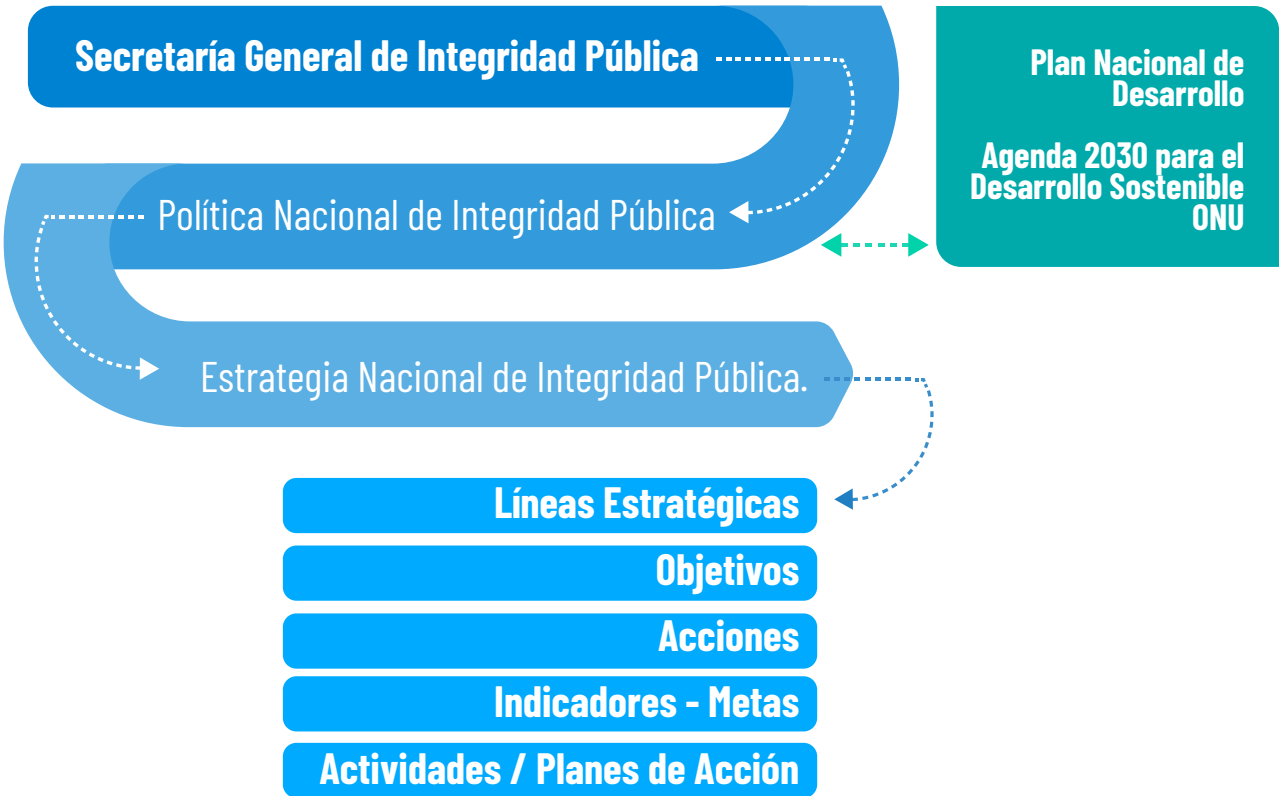 Secretaría General de Integridad Pública
Plan Nacional de
Desarrollo
Agenda 2030 para el
Desarrollo Sostenible
ONU
Política Nacional de Integridad Pública
Estrategia Nacional de Integridad Pública.
Líneas Estratégicas
Objetivos
Acciones
Indicadores - Metas
Actividades / Planes de Acción